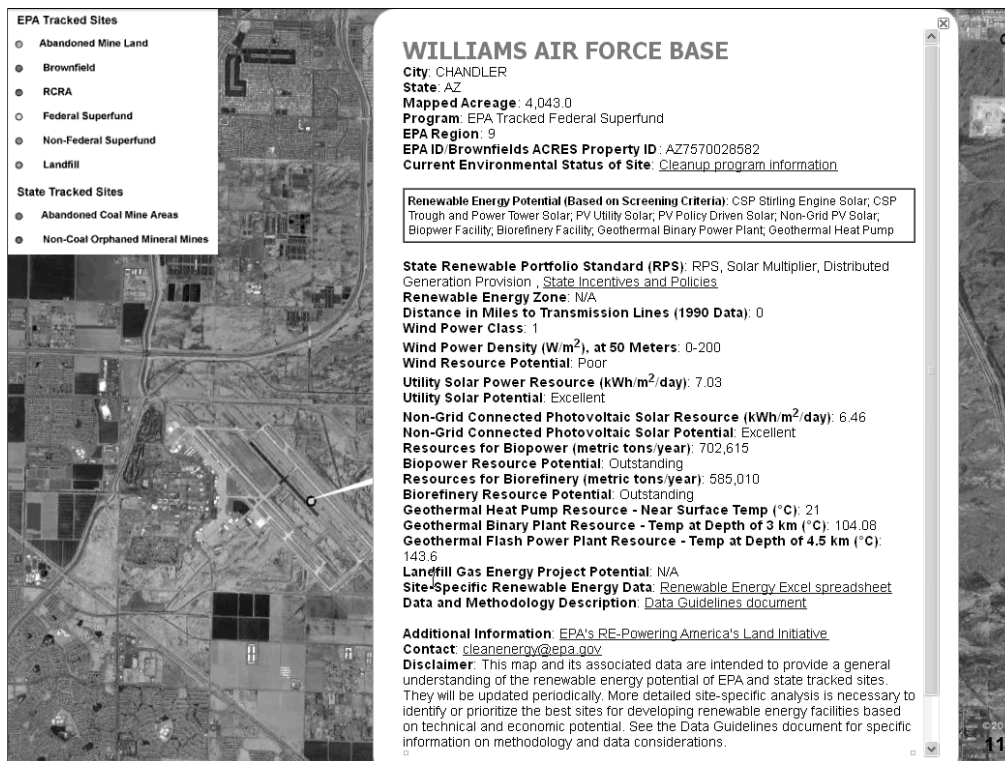 EPA Tracked Sites
Abandoned Mine Land
Brownfield
RCRA
Federal Superfund
Non-Federal Superfund
Landfill
State Tracked Sites
Abandoned Coal Mine Areas
Non-Coal Orphaned Mineral Mines
WILLIAMS AIR FORCE BASE
City: CHANDLER
State: AZ
Mapped Acreage: 4,043.0
Program: EPA Tracked Federal Superfund
EPA Region: 9
EPA ID/Brownfields ACRES Property ID: AZ7570028582
Current Environmental Status of Site: Cleanup program information
Renewable Energy Potential (Based on Screening Criteria): CSP Stirling Engine Solar; CSP
Trough and Power Tower Solar; PV Utility Solar; PV Policy Driven Solar; Non-Grid PV Solar;
Biopwer Facility; Biorefinery Facility; Geothermal Binary Power Plant; Geothermal Heat Pump
State Renewable Portfolio Standard (RPS): RPS, Solar Multiplier, Distributed
Generation Provision , State Incentives and Policies
Renewable Energy Zone: N/A
Distance in Miles to Transmission Lines (1990 Data): 0
Wind Power Class: 1
Wind Power Density (W/m²), at 50 Meters: 0-200
Wind Resource Potential: Poor
Utility Solar Power Resource (kWh/m²/day): 7.03
Utility Solar Potential: Excellent
Non-Grid Connected Photovoltaic Solar Resource (kWh/m²/day): 6.46
Non-Grid Connected Photovoltaic Solar Potential: Excellent
Resources for Biopower (metric tons/year): 702,615
Biopower Resource Potential: Outstanding
Resources for Biorefinery (metric tons/year): 585,010
Biorefinery Resource Potential: Outstanding
Geothermal Heat Pump Resource - Near Surface Temp (°C): 21
Geothermal Binary Plant Resource - Temp at Depth of 3 km (°C): 104.08
Geothermal Flash Power Plant Resource - Temp at Depth of 4.5 km (°C):
143.6
Landfill Gas Energy Project Potential: N/A
Site-Specific Renewable Energy Data: Renewable Energy Excel spreadsheet
Data and Methodology Description: Data Guidelines document
Additional Information: EPA's RE-Powering America's Land Initiative
Contact: cleanenergy@epa.gov
Disclaimer: This map and its associated data are intended to provide a general
understanding of the renewable energy potential of EPA and state tracked sites.
They will be updated periodically. More detailed site-specific analysis is necessary to
identify or prioritize the best sites for developing renewable energy facilities based
on technical and economic potential. See the Data Guidelines document for specific
information on methodology and data considerations.
11